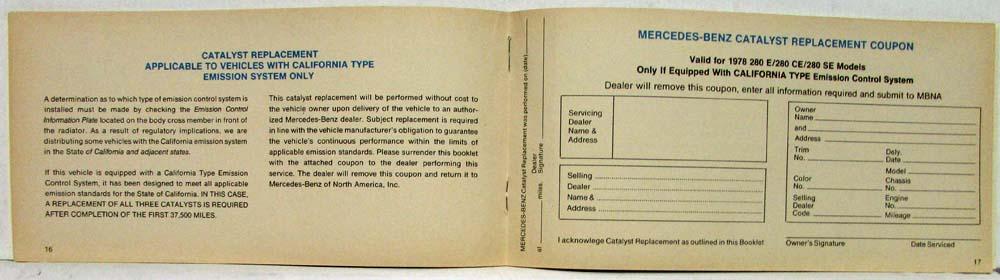 CATALYST REPLACEMENT
APPLICABLE TO VEHICLES WITH CALIFORNIA TYPE
EMISSION SYSTEM ONLY
A determination as to which type of emission control system is
installed must be made by checking the Emission Control
Information Plate located on the body cross member in front of
the radiator. As a result of regulatory implications, we are
distributing some vehicles with the California emission system
in the State of California and adjacent states.
If this vehicle is equipped with a California Type Emission
Control System, it has been designed to meet all applicable
emission standards for the State of California. IN THIS CASE,
A REPLACEMENT OF ALL THREE CATALYSTS IS REQUIRED
AFTER COMPLETION OF THE FIRST 37,500 MILES.
16
This catalyst replacement will be performed without cost to
the vehicle owner upon delivery of the vehicle to an author-
ized Mercedes-Benz dealer. Subject replacement is required
in line with the vehicle manufacturer's obligation to guarantee
the vehicle's continuous performance within the limits of
applicable emission standards. Please surrender this booklet
with the attached coupon to the dealer performing this
service. The dealer will remove this coupon and return it to
Mercedes-Benz of North America, Inc.
MERCEDES-BENZ Catalyst Replacement was performed on (date)
at miles.
Dealer
Signature
MERCEDES-BENZ CATALYST REPLACEMENT COUPON
Valid for 1978 280 E/280 CE/280 SE Models
Only If Equipped With CALIFORNIA TYPE Emission Control System
Dealer will remove this coupon, enter all information required and submit to MBNA
Servicing
Dealer
Name &
Address
Selling
Dealer
Name &
Address
I acknowlege Catalyst Replacement as outlined in this Booklet
Owner
Name
and
Address
Trim Dely.
No. Date
Model
Color Chassis
No. No.
Selling Engine
Dealer No.
Code Mileage
Owner's Signature Date Serviced
17